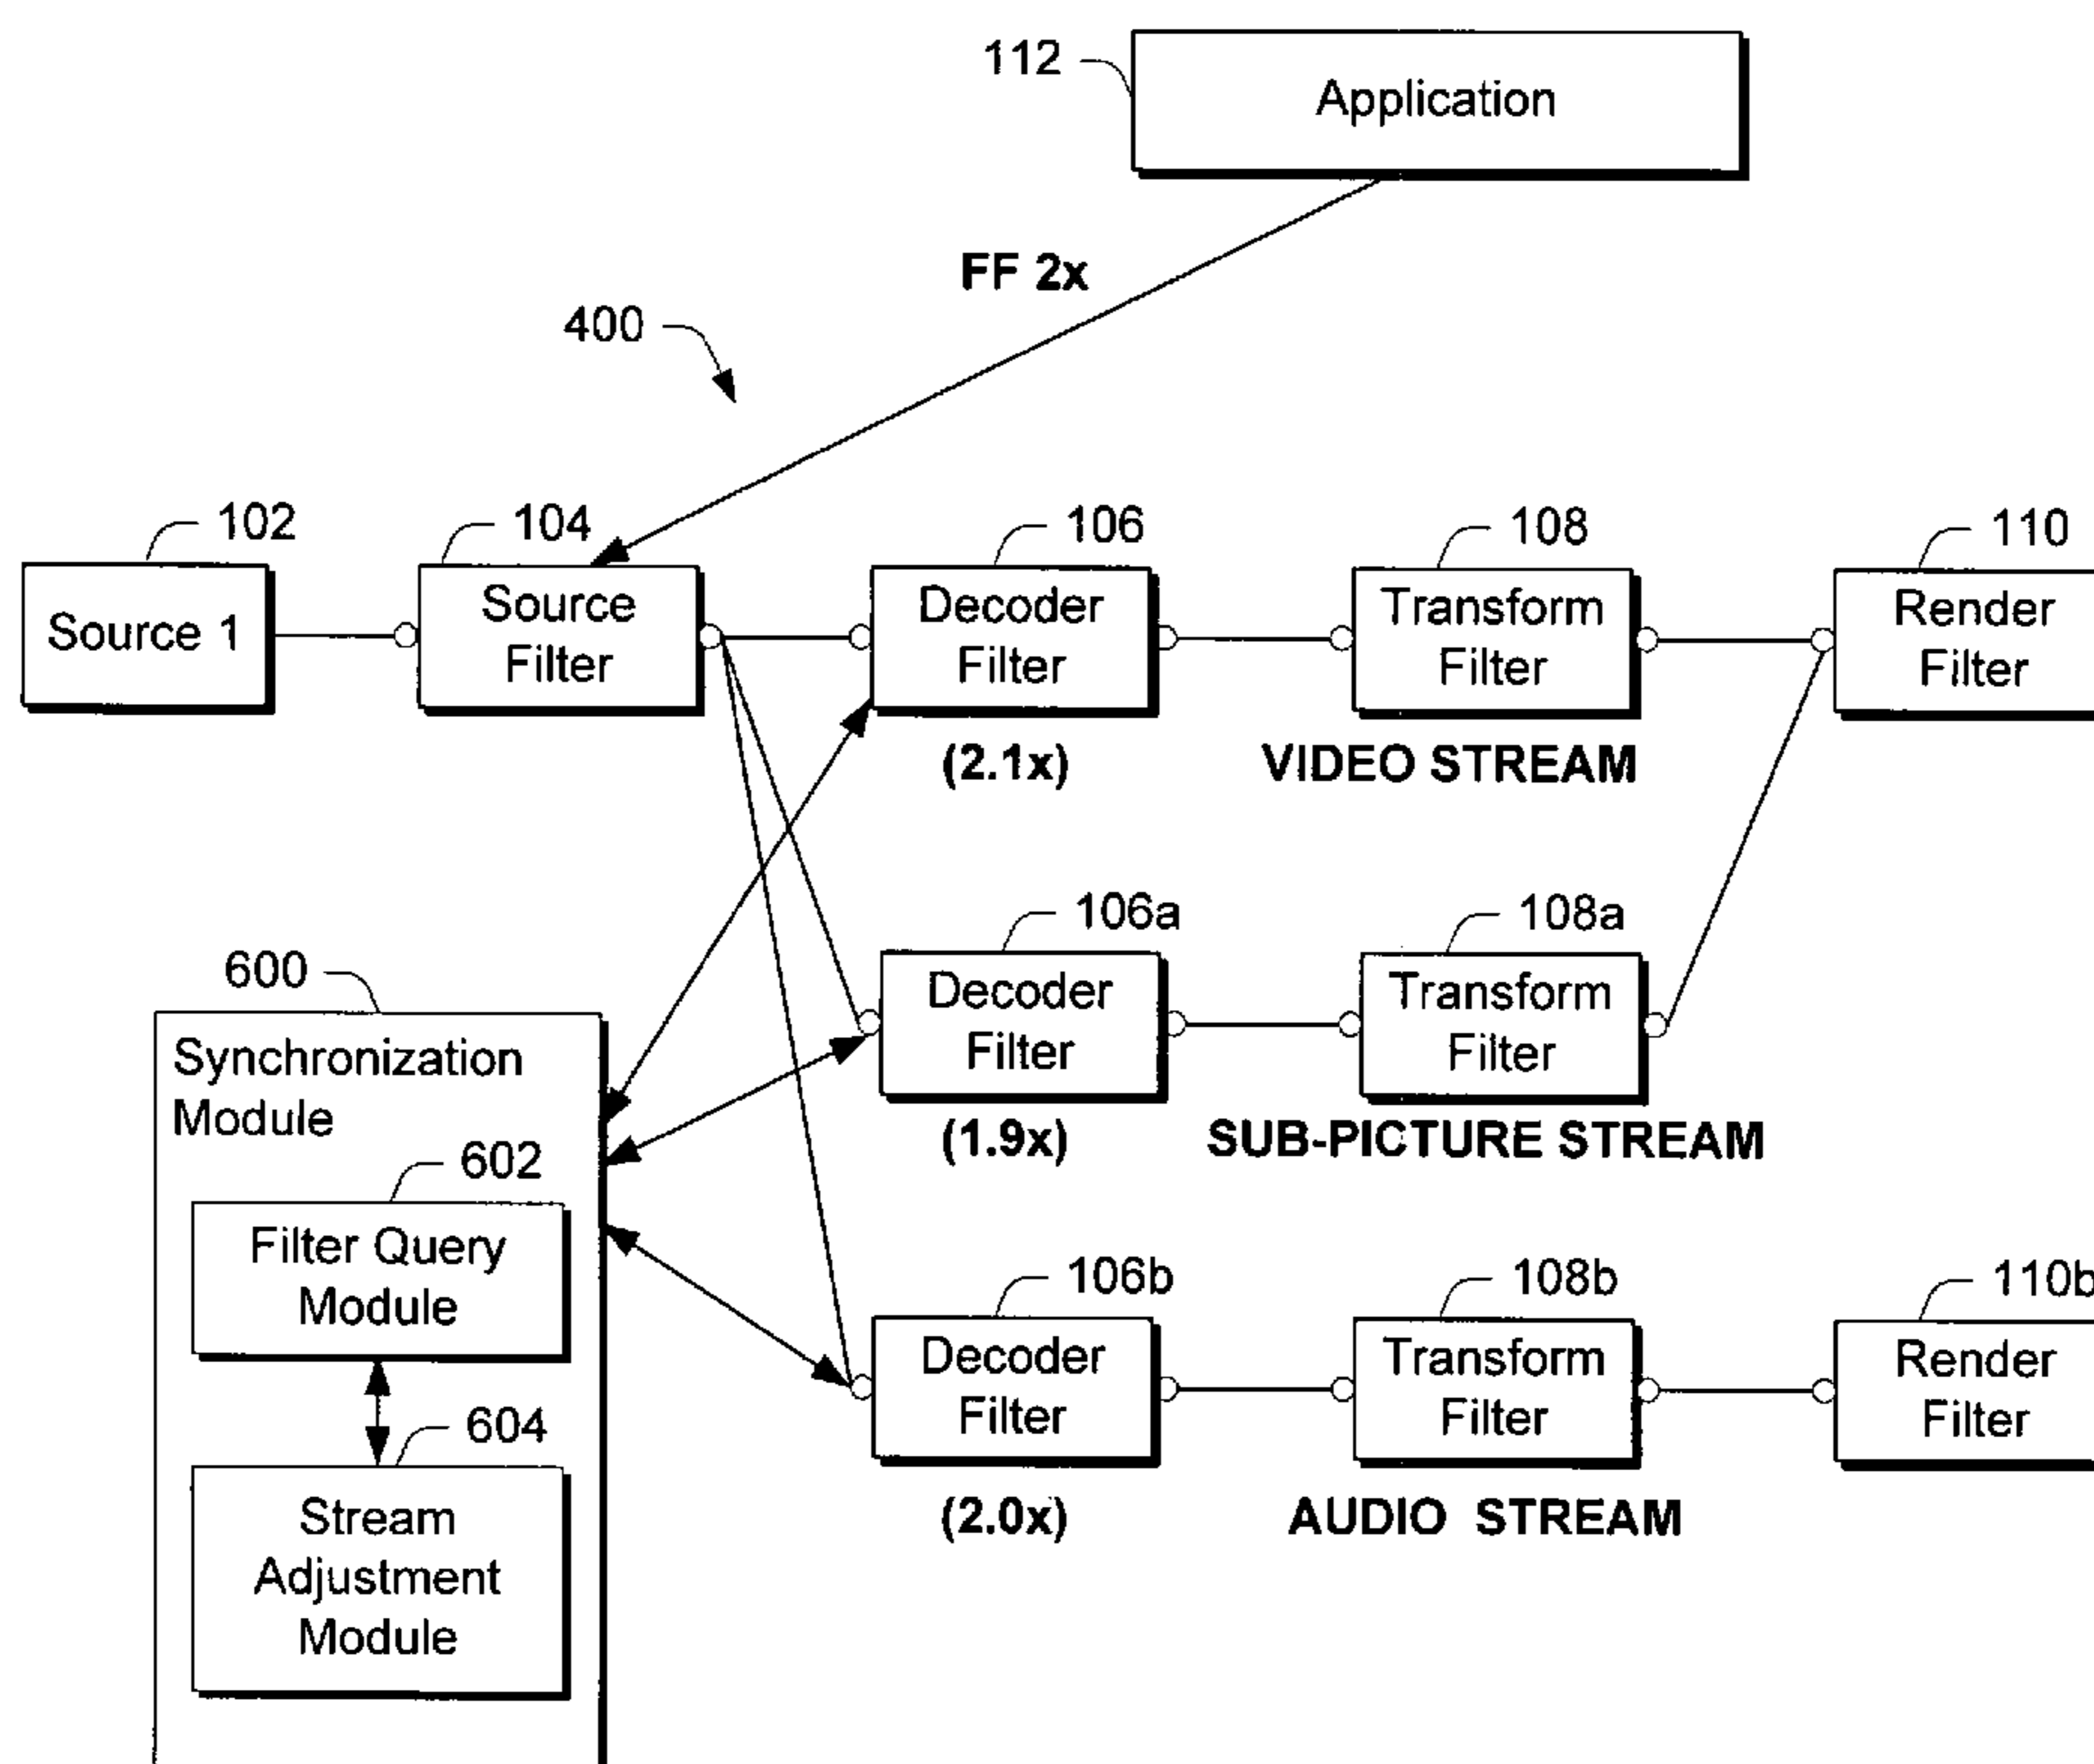 112
Application
FF 2x
400
102
104
106
108
110
Source 1
Source
Filter
Decoder
Filter
Transform
Filter
Render
Filter
(2.1x)
VIDEO STREAM
106a
108a
600
Decoder
Filter
Transform
Filter
Synchronization
Module
(1.9x)
SUB-PICTURE STREAM
602
Filter Query
Module
106b
108b
110b
Decoder
Filter
Transform
Filter
Render
Filter
604
(2.0x)
AUDIO STREAM
Stream
Adjustment
Module